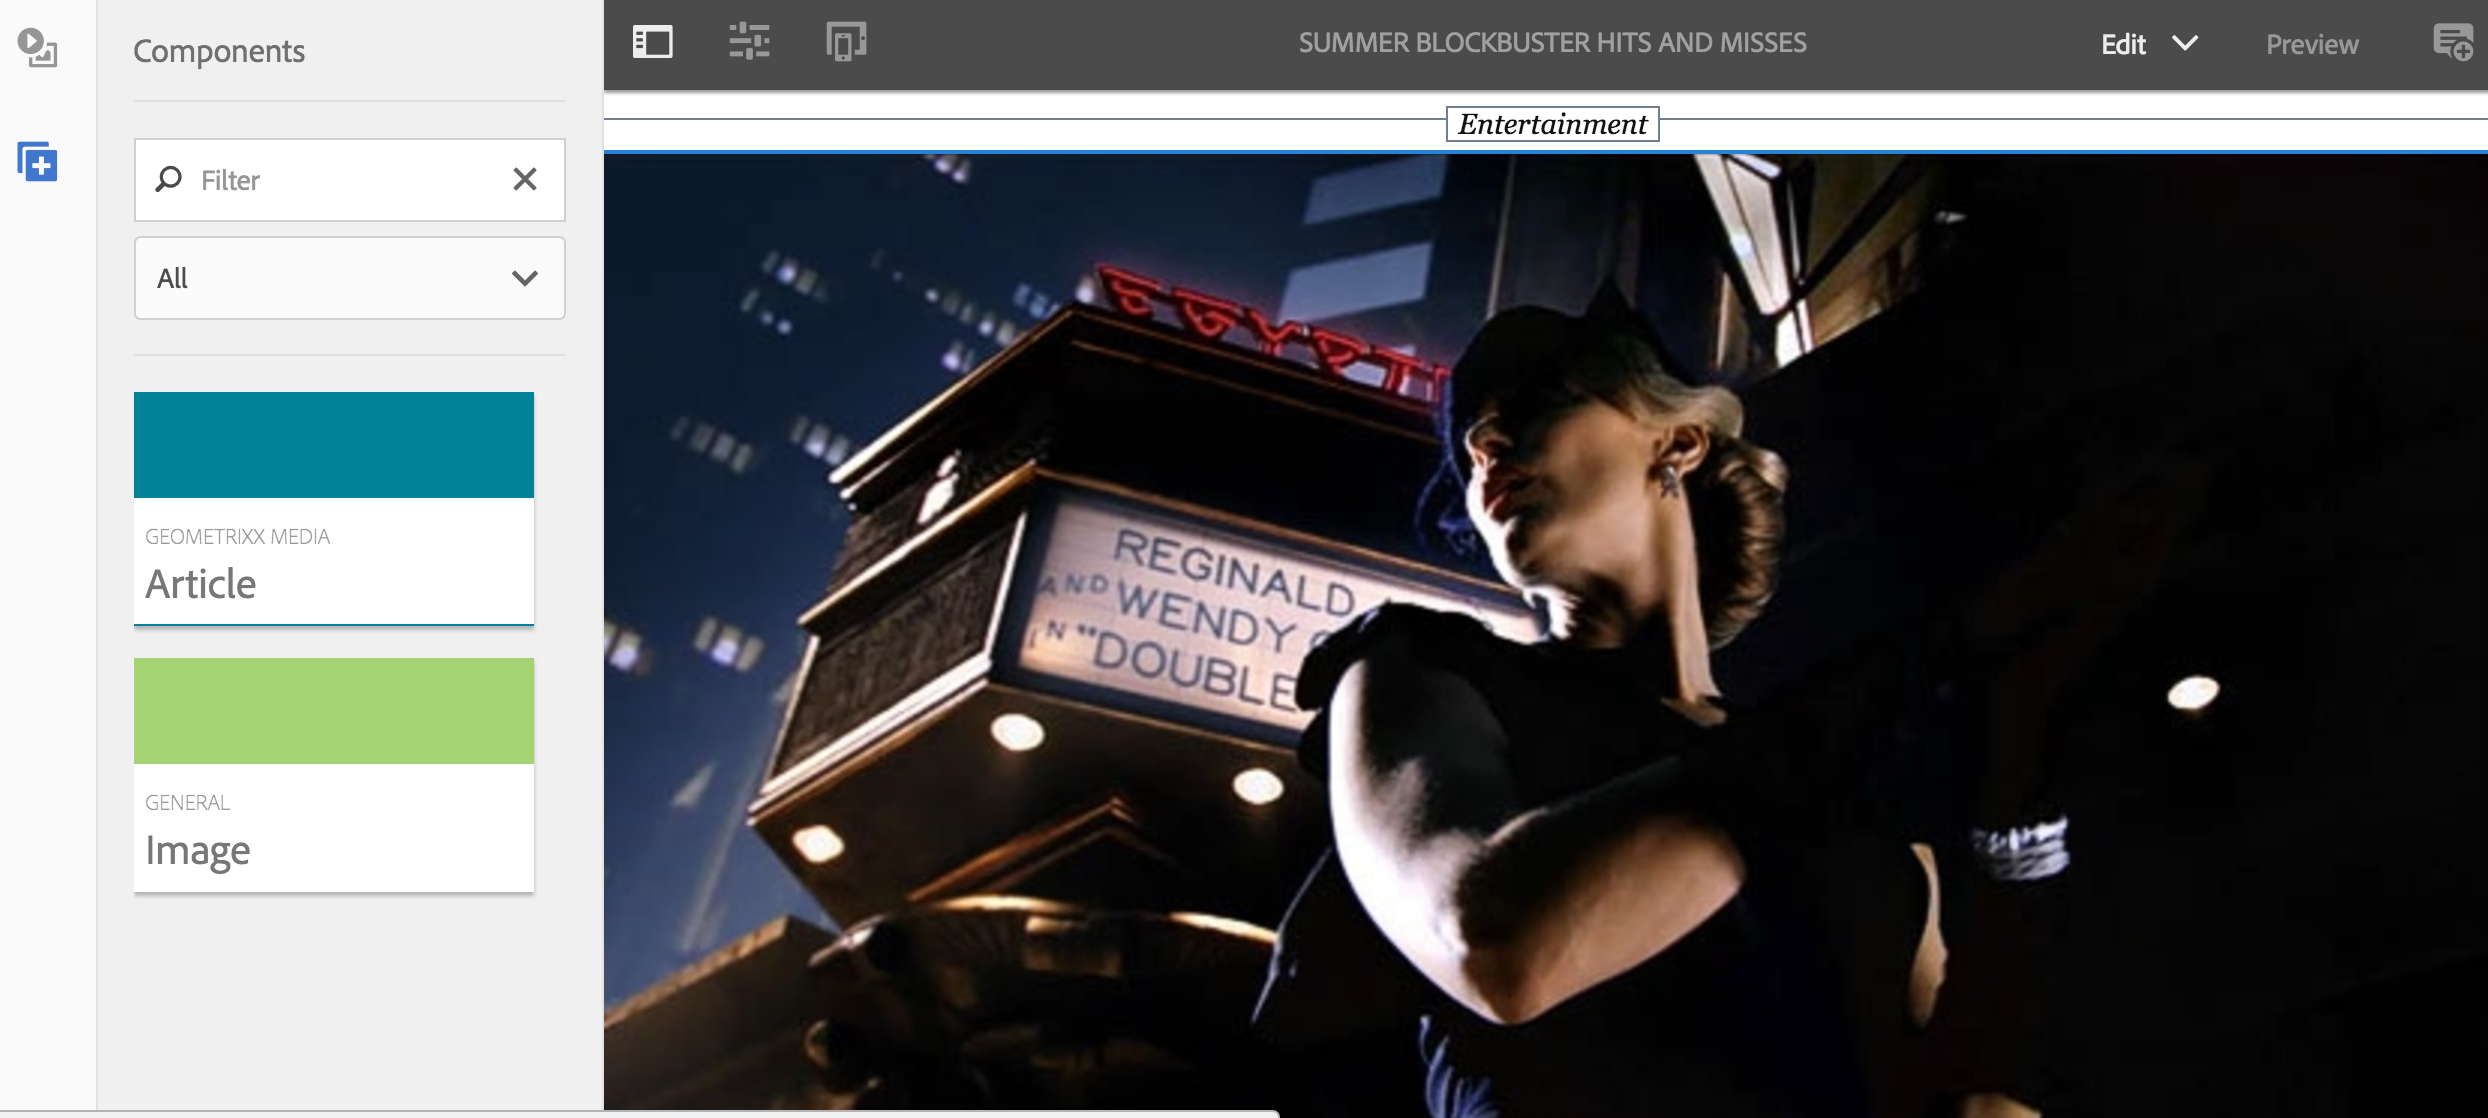 Components
Filter
All
GEOMETRIXX MEDIA
Article
GENERAL
Image
SUMMER BLOCKBUSTER HITS AND MISSES
Edit
Preview
Entertainment
REGINALD
AND WENDY
IN "DOUBLE